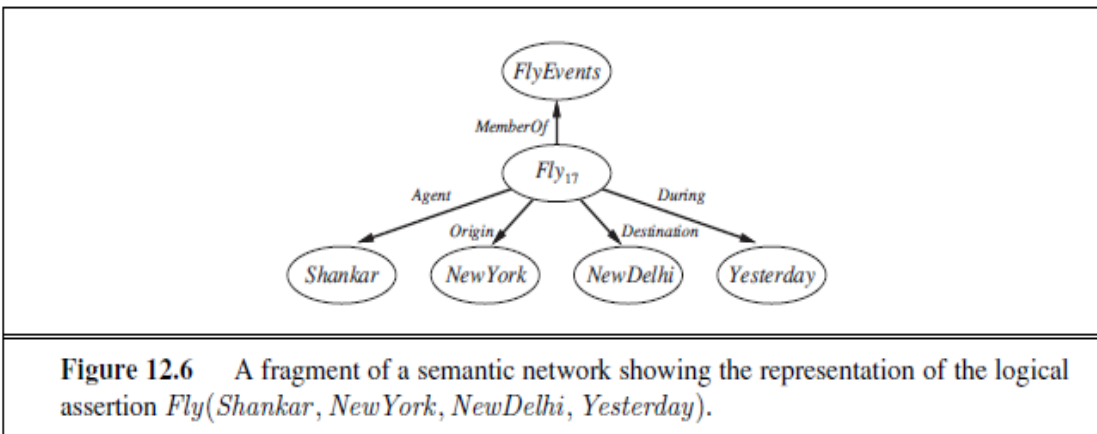 FlyEvents
MemberOf
Fly₁₇
Agent
During
Origin
Destination
Shankar
NewYork
NewDelhi
Yesterday
Figure 12.6 A fragment of a semantic network showing the representation of the logical
assertion Fly(Shankar, NewYork, NewDelhi, Yesterday).